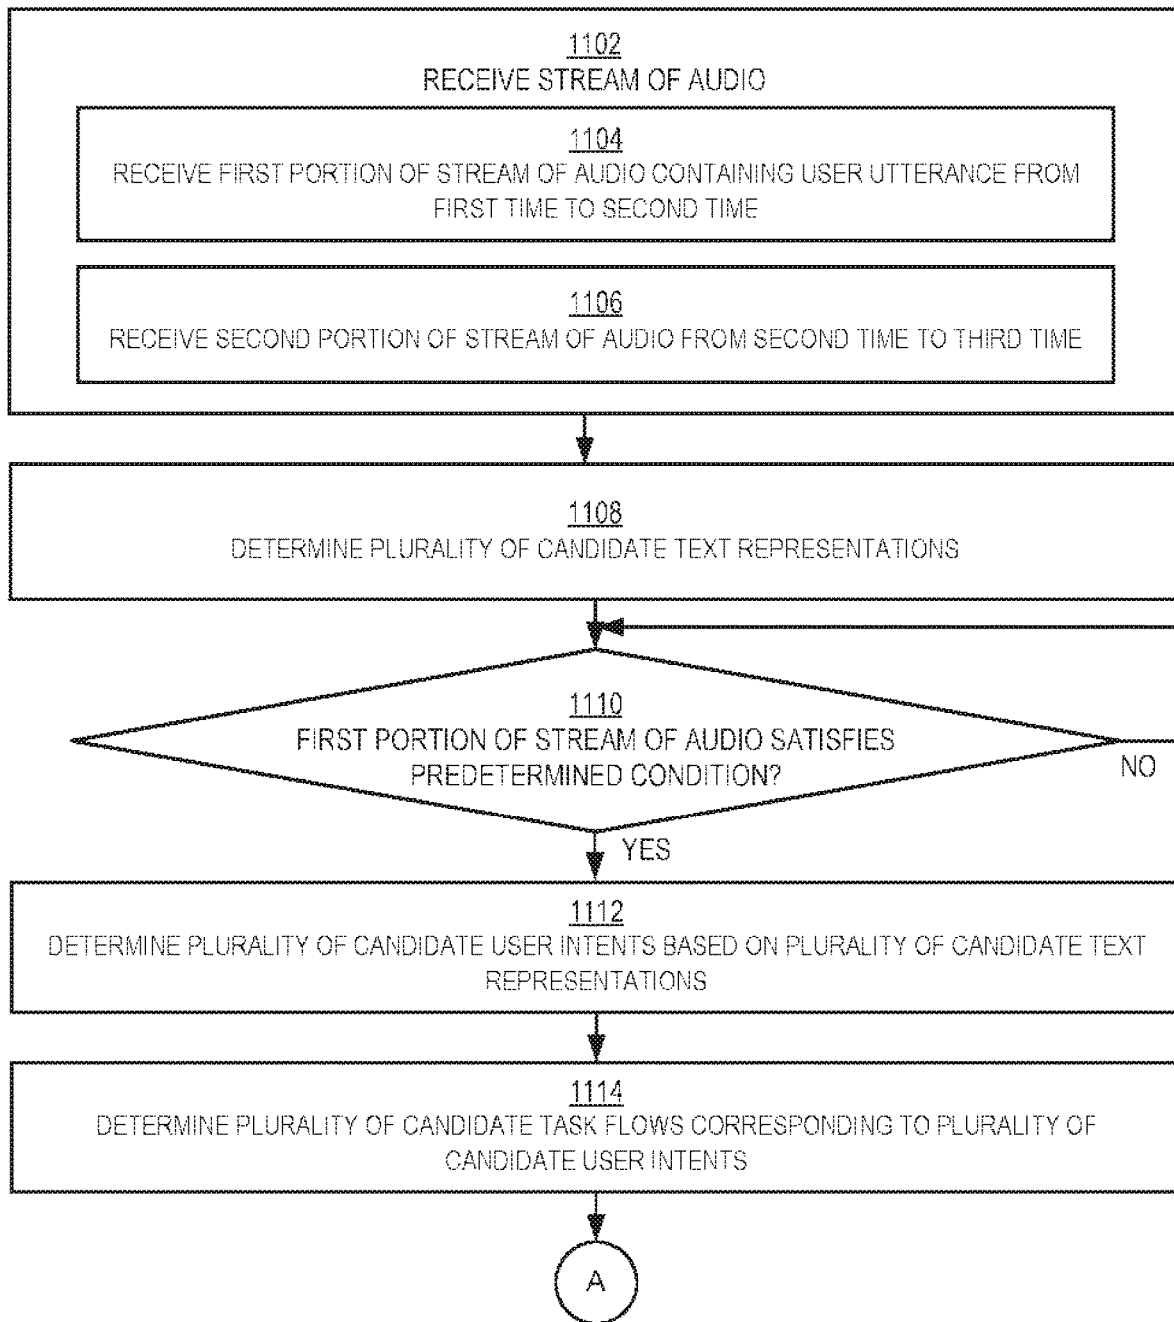 1102
RECEIVE STREAM OF AUDIO
1104
RECEIVE FIRST PORTION OF STREAM OF AUDIO CONTAINING USER UTTERANCE FROM
FIRST TIME TO SECOND TIME
1106
RECEIVE SECOND PORTION OF STREAM OF AUDIO FROM SECOND TIME TO THIRD TIME
1108
DETERMINE PLURALITY OF CANDIDATE TEXT REPRESENTATIONS
1110
FIRST PORTION OF STREAM OF AUDIO SATISFIES
PREDETERMINED CONDITION?
NO
YES
1112
DETERMINE PLURALITY OF CANDIDATE USER INTENTS BASED ON PLURALITY OF CANDIDATE TEXT
REPRESENTATIONS
1114
DETERMINE PLURALITY OF CANDIDATE TASK FLOWS CORRESPONDING TO PLURALITY OF
CANDIDATE USER INTENTS
A